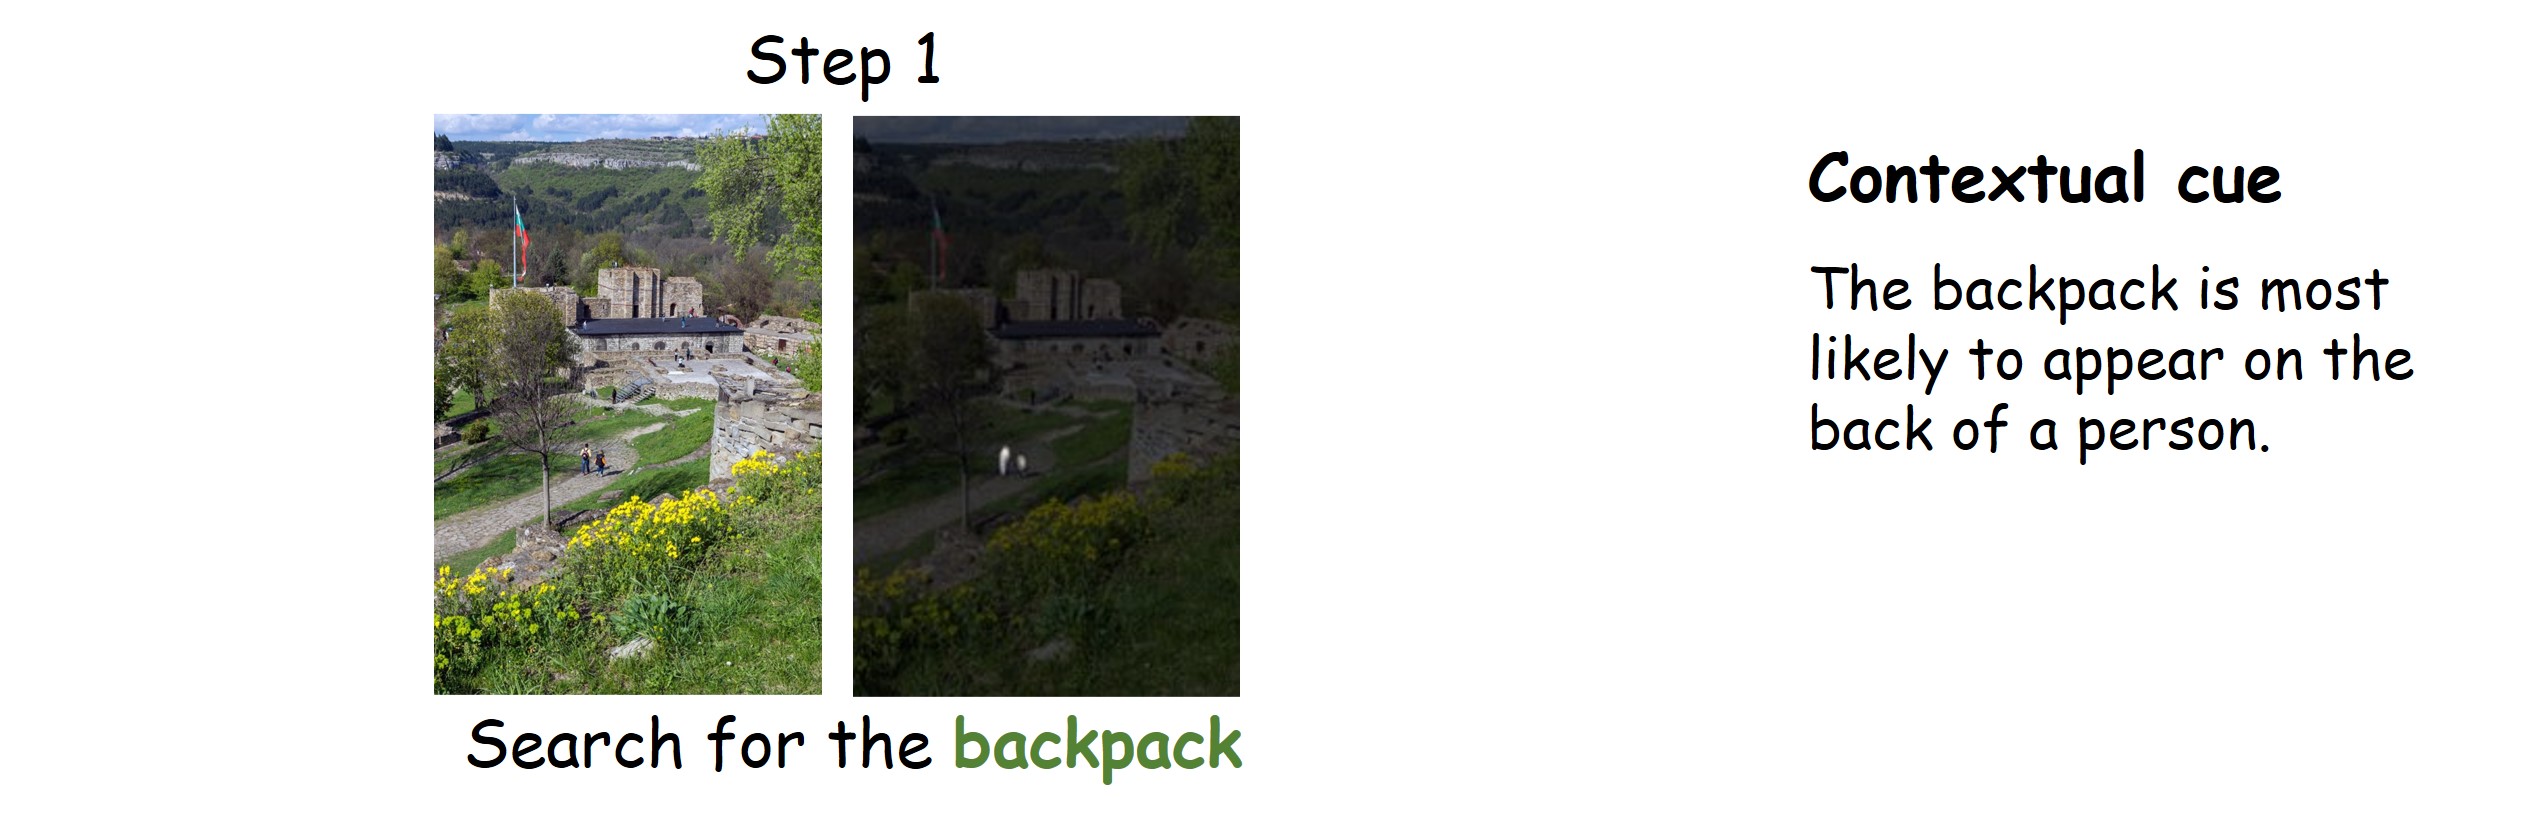 Step 1
Search for the backpack
Contextual cue
The backpack is most
likely to appear on the
back of a person.